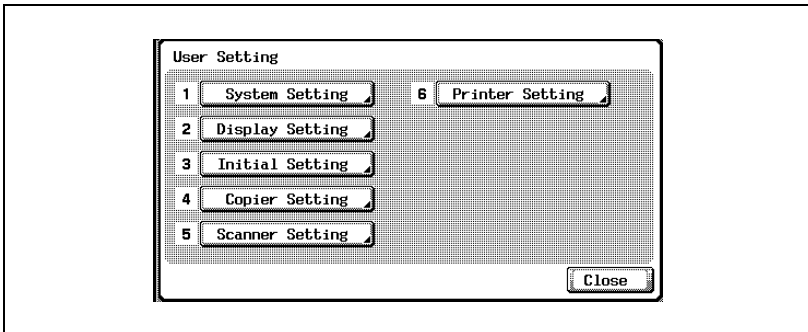 User Setting
1 System Setting
2 Display Setting
3 Initial Setting
4 Copier Setting
5 Scanner Setting
6 Printer Setting
Close